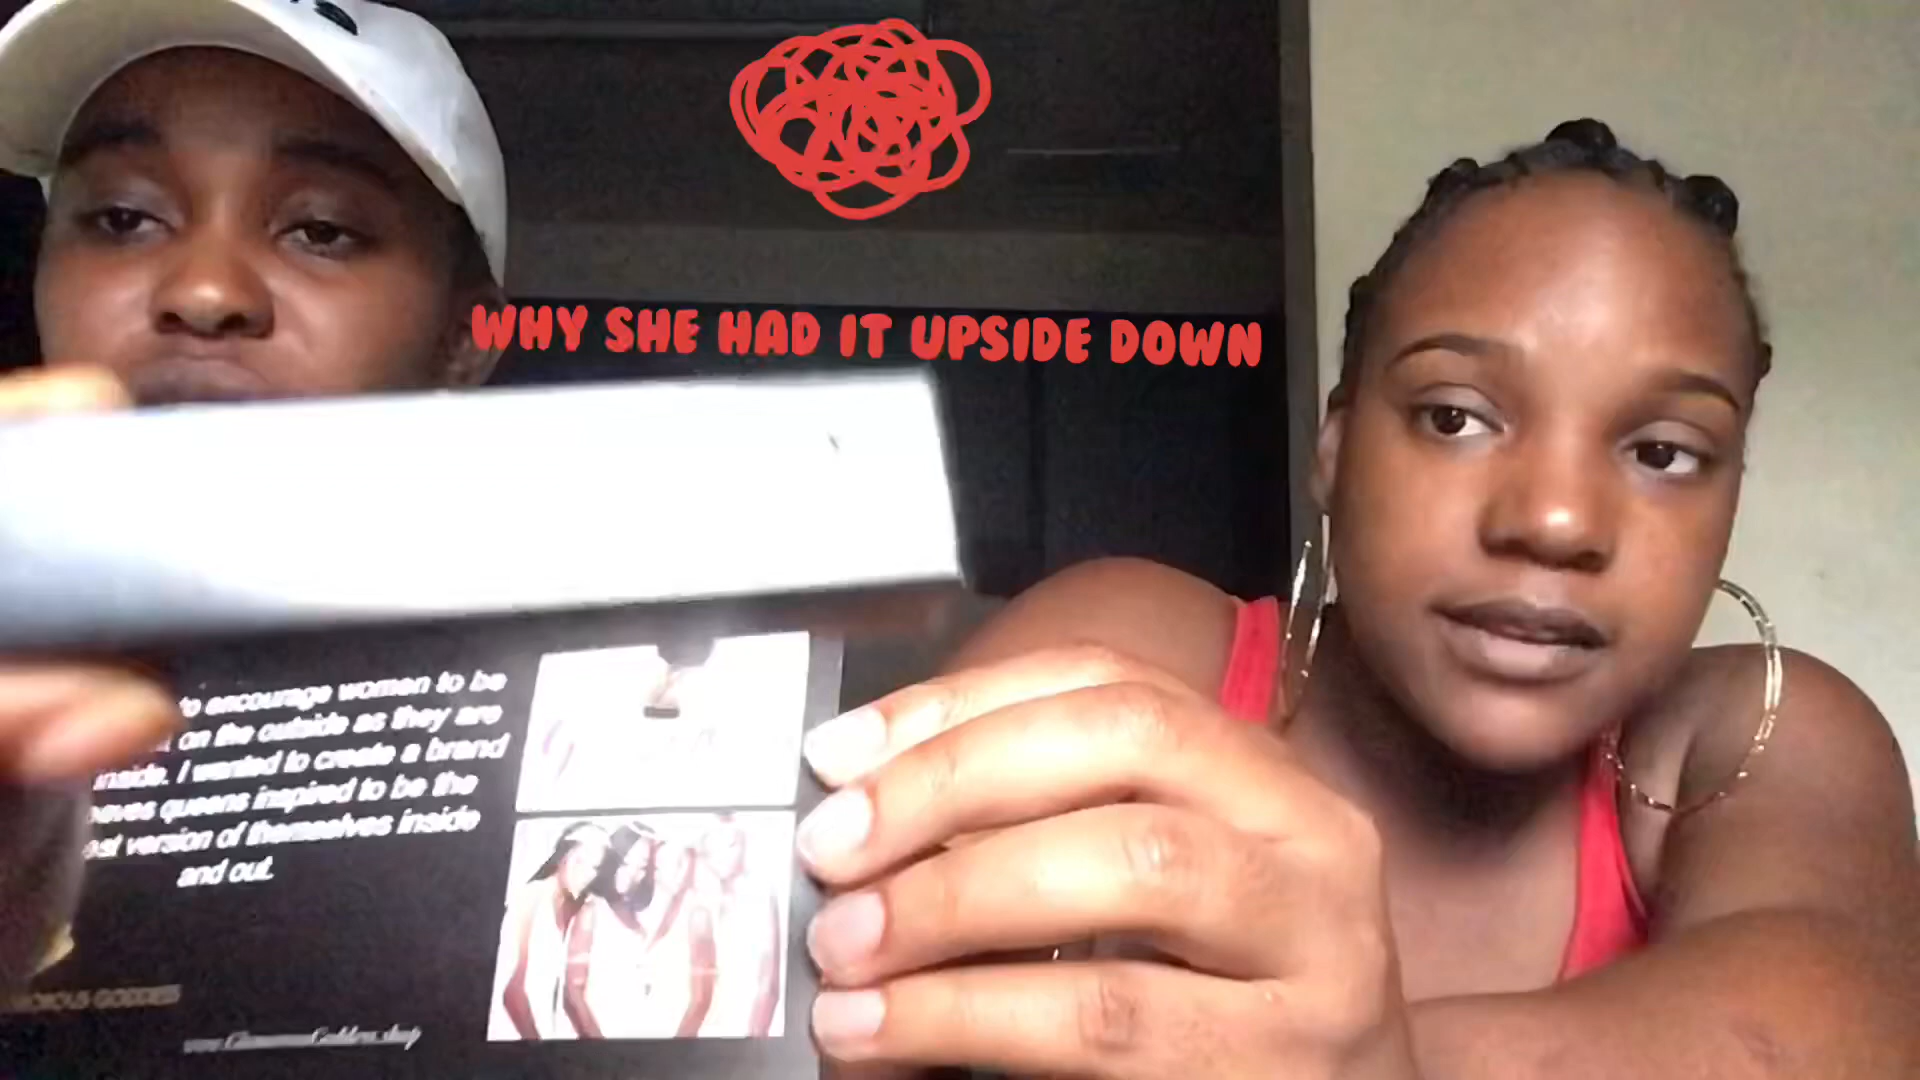 WHY SHE HAD IT UPSIDE DOWN
to encourage women to be
on the outside as they are
inside. I wanted to create a brand
queens inspired to be the
version of themselves inside
and out.
GODDESS